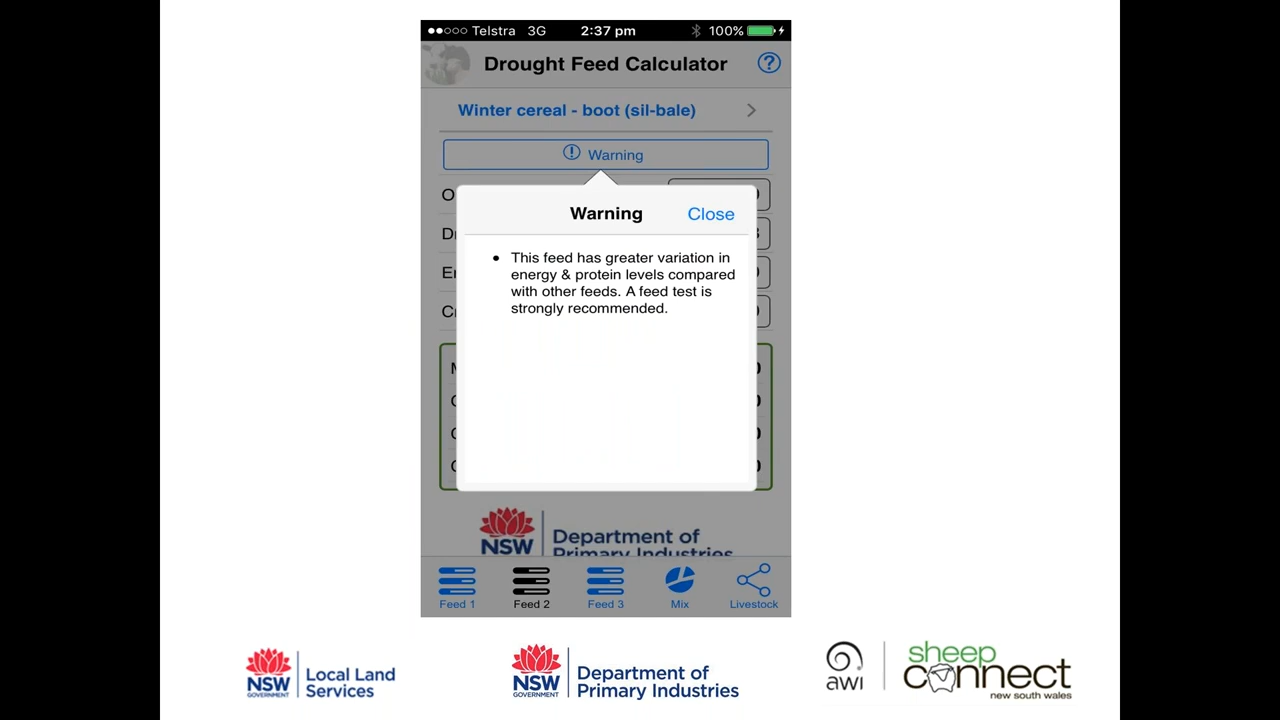 Telstra 3G 2:37 pm 100%
Drought Feed Calculator ?
Winter cereal - boot (sil-bale)
Warning
Warning Close
• This feed has greater variation in
energy & protein levels compared
with other feeds. A feed test is
strongly recommended.
NSW Department of
Primary Industries
Feed 1 Feed 2 Feed 3 Mix Livestock
NSW GOVERNMENT Local Land Services
NSW GOVERNMENT Department of Primary Industries
awi sheep connect new south wales